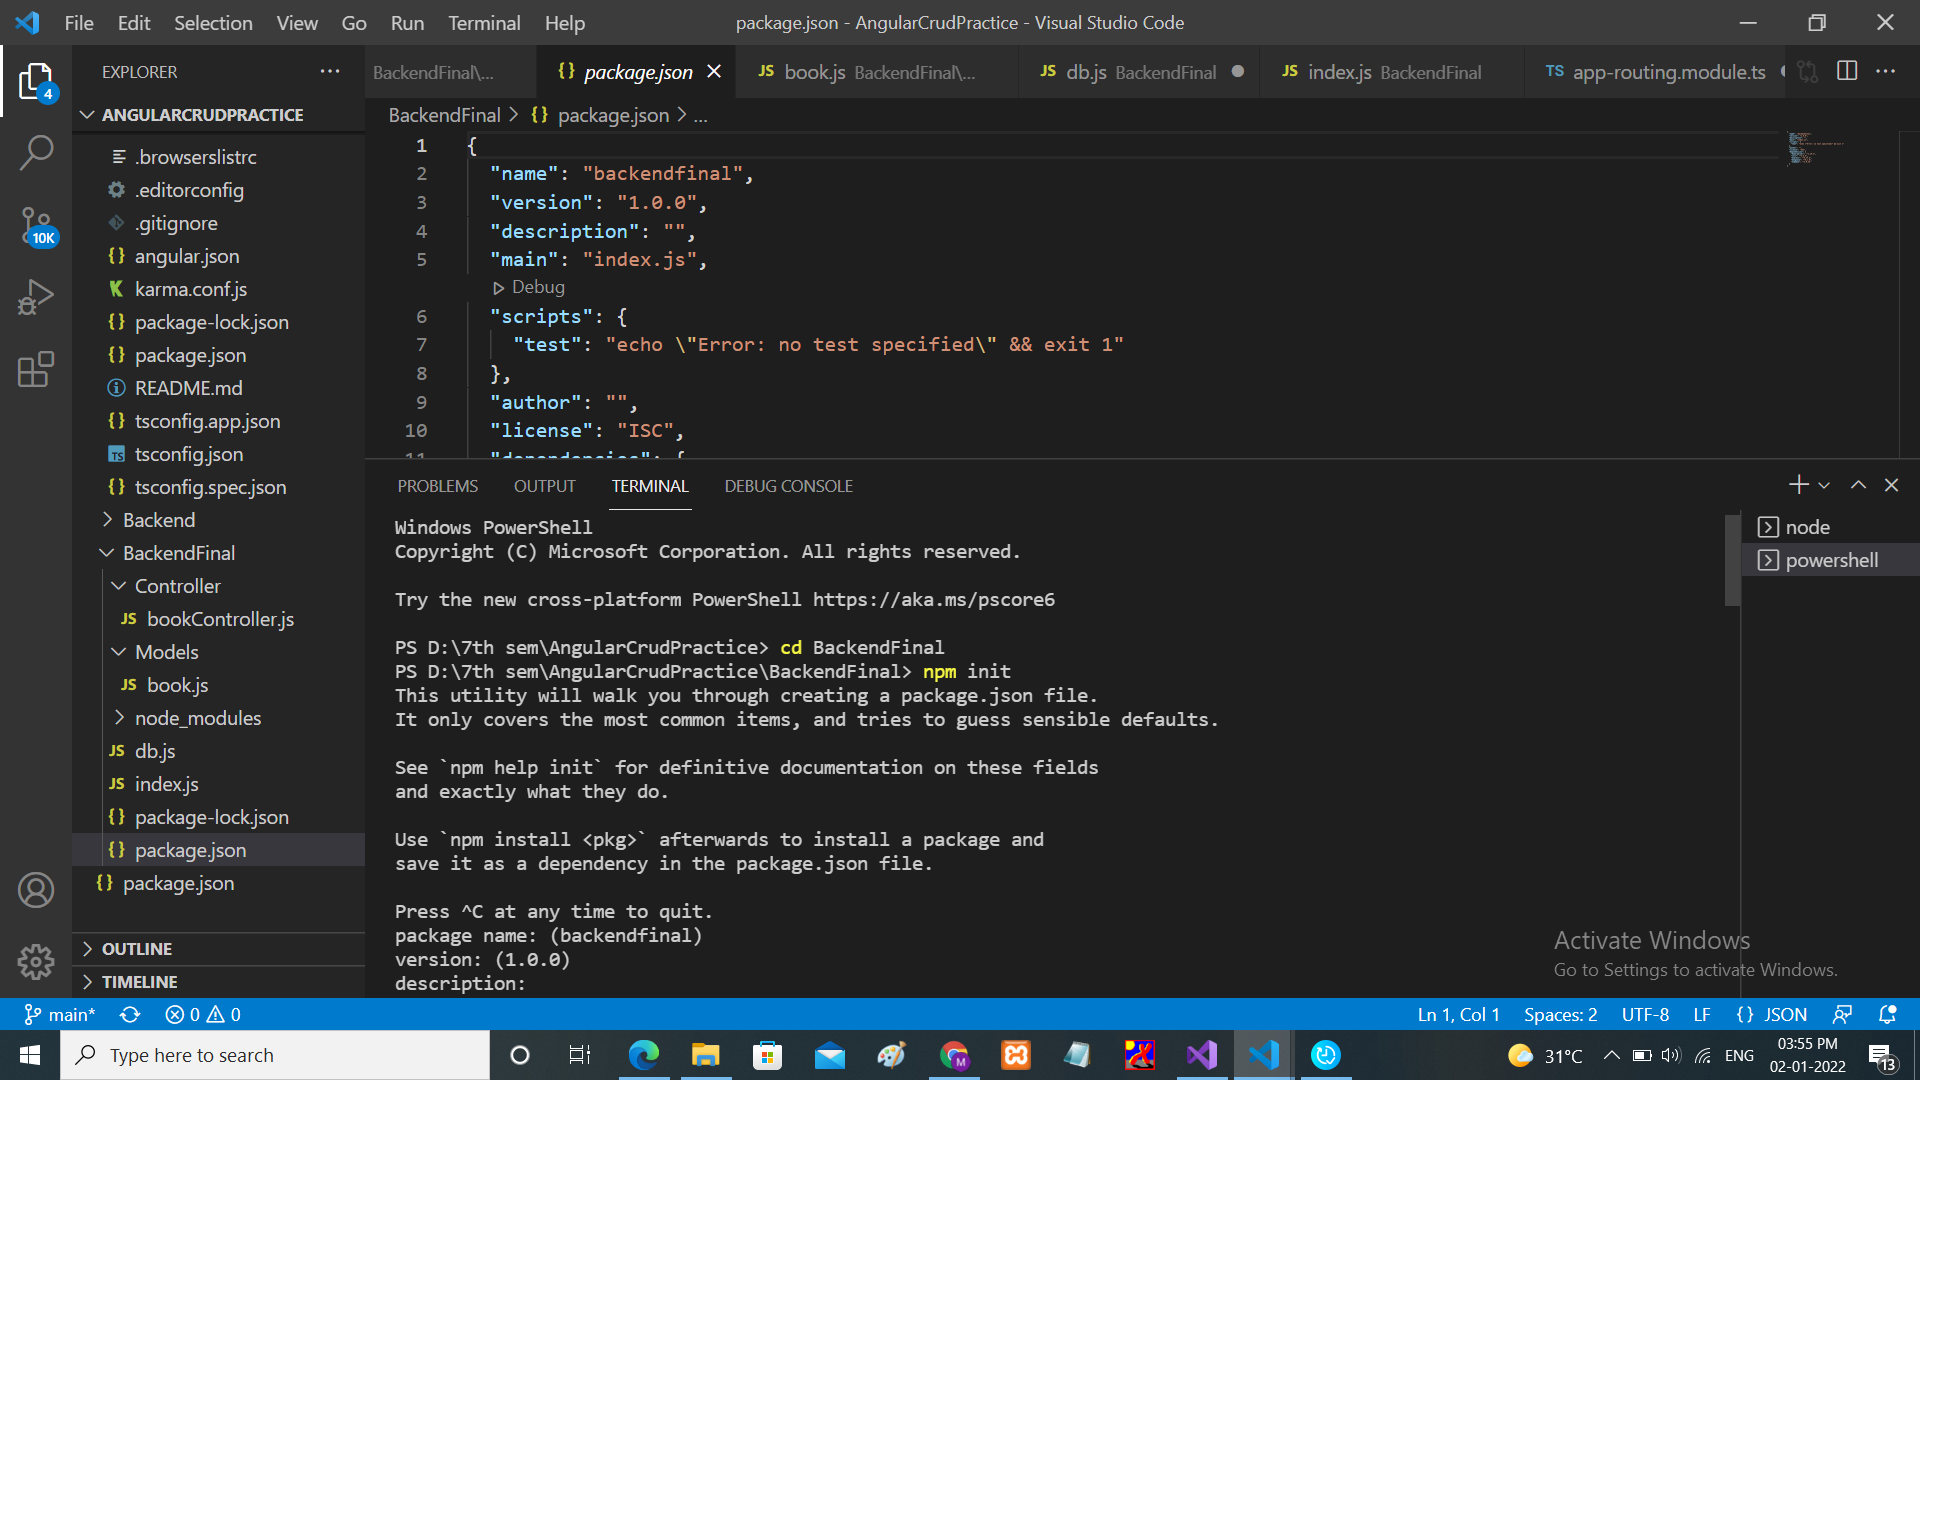 File Edit Selection View Go Run Terminal Help package.json - AngularCrudPractice - Visual Studio Code
EXPLORER
BackendFinal\... {} package.json JS book.js BackendFinal\... JS db.js BackendFinal JS index.js BackendFinal TS app-routing.module.ts
4
10K
ANGULARCRUDPRACTICE
.browserslistrc
.editorconfig
.gitignore
{} angular.json
karma.conf.js
{} package-lock.json
{} package.json
README.md
{} tsconfig.app.json
TS tsconfig.json
{} tsconfig.spec.json
Backend
BackendFinal
Controller
JS bookController.js
Models
JS book.js
node_modules
JS db.js
JS index.js
{} package-lock.json
{} package.json
{} package.json
OUTLINE
TIMELINE
BackendFinal > {} package.json > ...
1 {
2 "name": "backendfinal",
3 "version": "1.0.0",
4 "description": "",
5 "main": "index.js",
Debug
6 "scripts": {
7 "test": "echo \"Error: no test specified\" && exit 1"
8 },
9 "author": "",
10 "license": "ISC",
11 "dependencies": {
PROBLEMS OUTPUT TERMINAL DEBUG CONSOLE
node
powershell
Windows PowerShell
Copyright (C) Microsoft Corporation. All rights reserved.
Try the new cross-platform PowerShell https://aka.ms/pscore6
PS D:\7th sem\AngularCrudPractice> cd BackendFinal
PS D:\7th sem\AngularCrudPractice\BackendFinal> npm init
This utility will walk you through creating a package.json file.
It only covers the most common items, and tries to guess sensible defaults.
See `npm help init` for definitive documentation on these fields
and exactly what they do.
Use `npm install <pkg>` afterwards to install a package and
save it as a dependency in the package.json file.
Press ^C at any time to quit.
package name: (backendfinal)
version: (1.0.0)
description:
Activate Windows
Go to Settings to activate Windows.
main* 0 0 Ln 1, Col 1 Spaces: 2 UTF-8 LF {} JSON
Type here to search M 31°C ENG 03:55 PM
02-01-2022 13